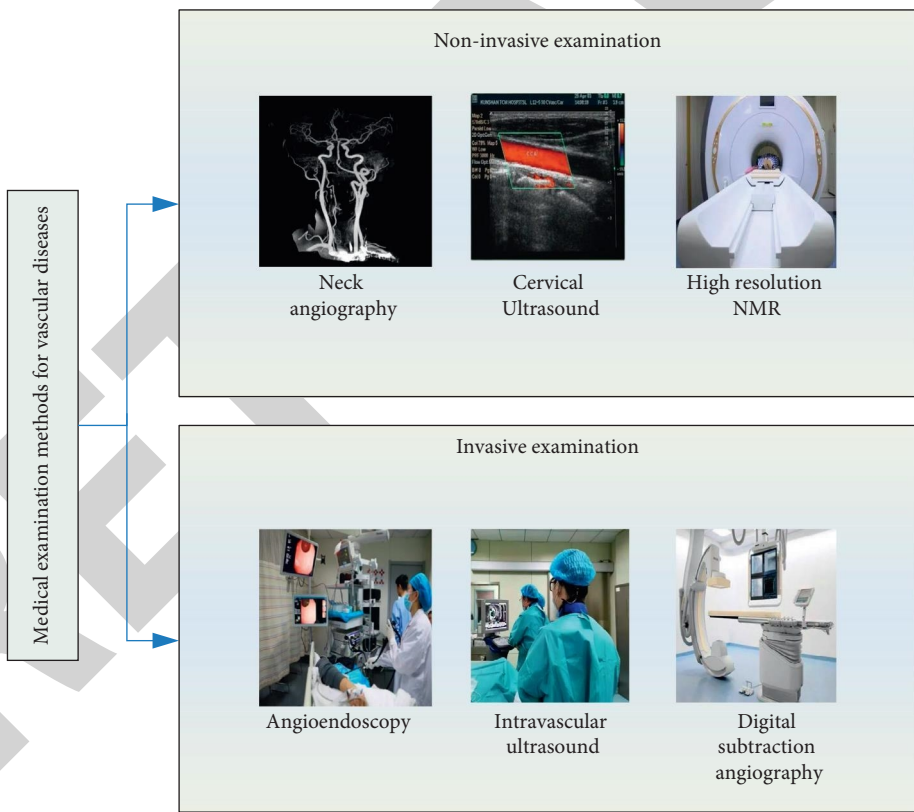 Medical examination methods for vascular diseases
Non-invasive examination
Neck
angiography
Cervical
Ultrasound
High resolution
NMR
Invasive examination
Angioendoscopy
Intravascular
ultrasound
Digital
subtraction
angiography